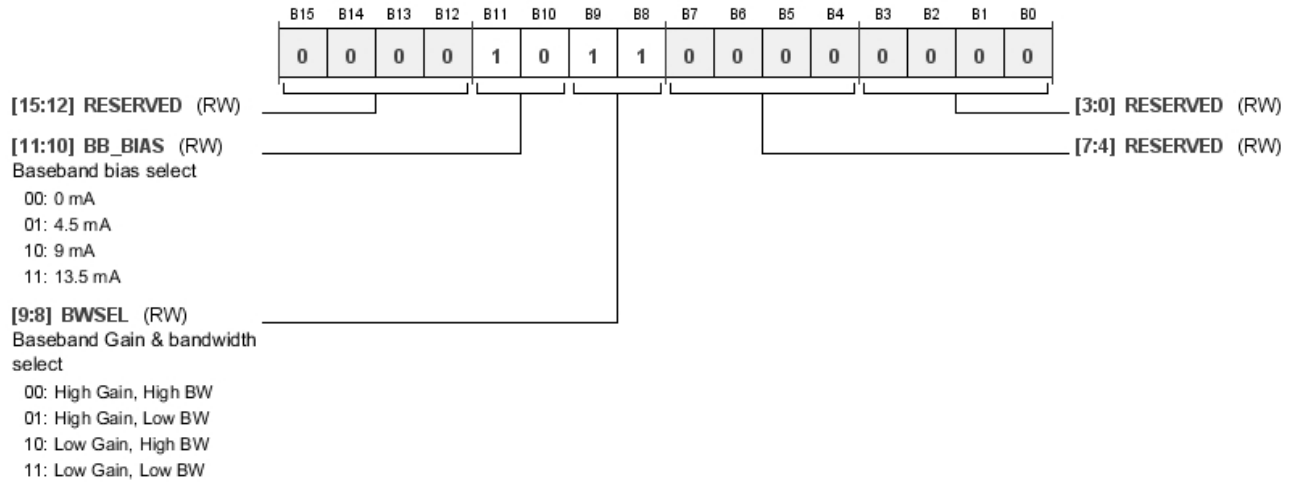 B15 B14 B13 B12 B11 B10 B9 B8 B7 B6 B5 B4 B3 B2 B1 B0
0 0 0 0 1 0 1 1 0 0 0 0 0 0 0 0
[15:12] RESERVED (RW)
[3:0] RESERVED (RW)
[11:10] BB_BIAS (RW)
[7:4] RESERVED (RW)
Baseband bias select
00: 0 mA
01: 4.5 mA
10: 9 mA
11: 13.5 mA
[9:8] BWSEL (RW)
Baseband Gain & bandwidth
select
00: High Gain, High BW
01: High Gain, Low BW
10: Low Gain, High BW
11: Low Gain, Low BW